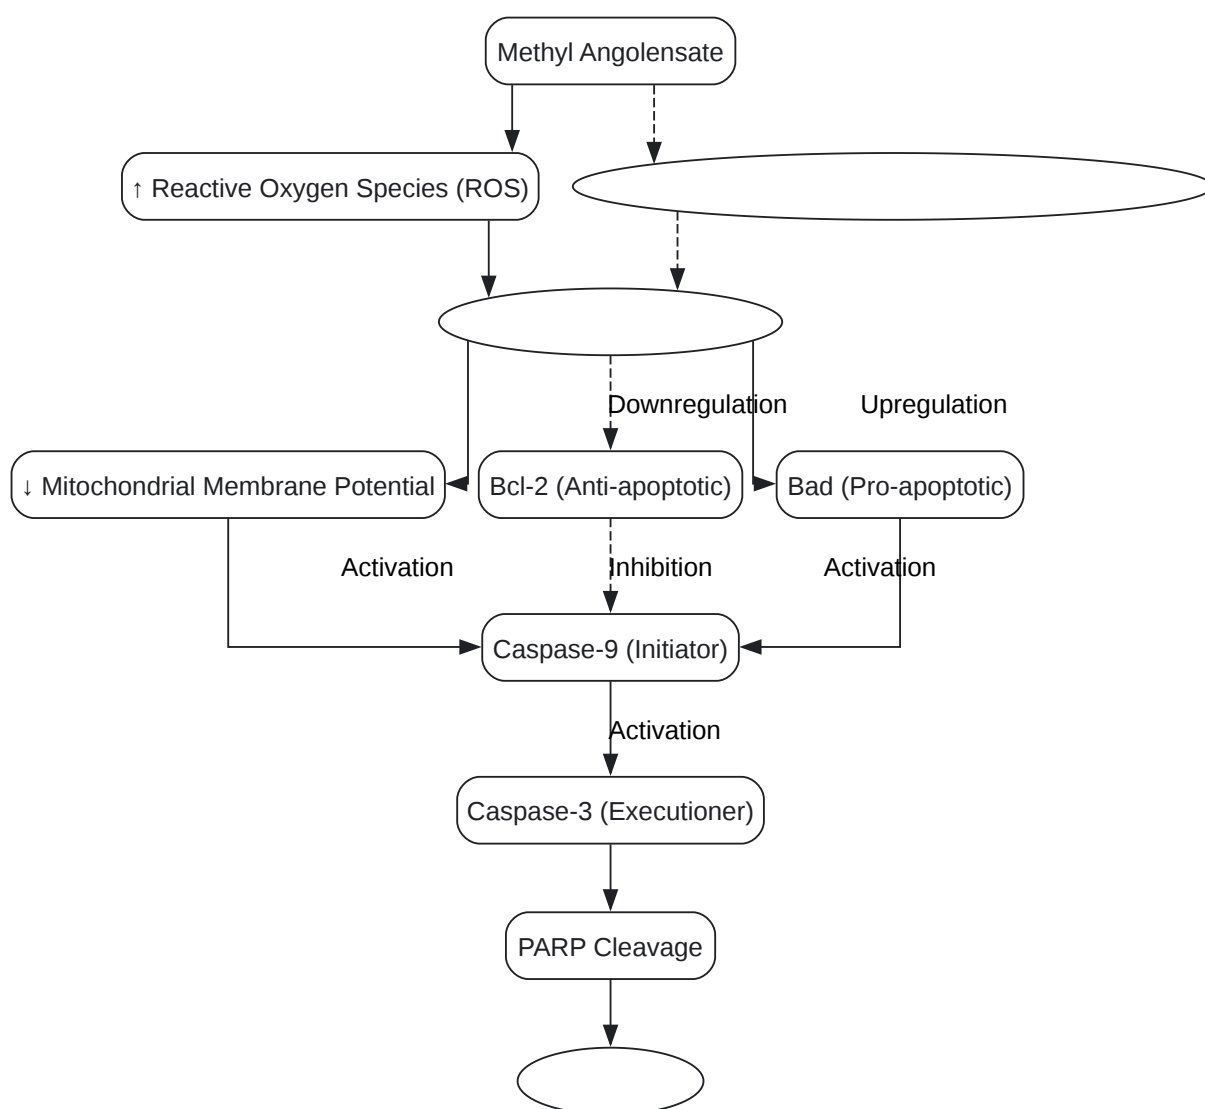 Methyl Angolensate
↑ Reactive Oxygen Species (ROS)
Downregulation
Upregulation
↓ Mitochondrial Membrane Potential
Bcl-2 (Anti-apoptotic)
Bad (Pro-apoptotic)
Activation
Inhibition
Activation
Caspase-9 (Initiator)
Activation
Caspase-3 (Executioner)
PARP Cleavage